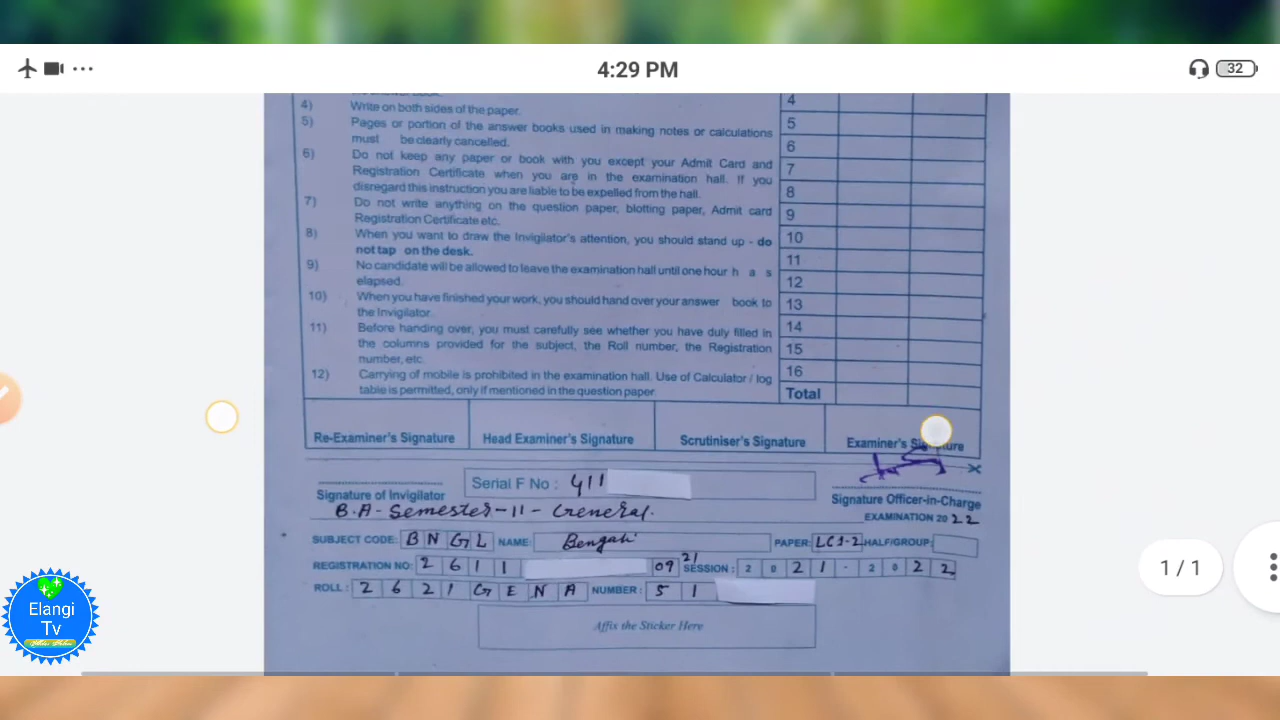 4:29 PM
32
4) Write on both sides of the paper.
5) Pages or portion of the answer books used in making notes or calculations
must be clearly cancelled.
6) Do not keep any paper or book with you except your Admit Card and
Registration Certificate when you are in the examination hall. If you
disregard this instruction you are liable to be expelled from the hall.
7) Do not write anything on the question paper, blotting paper, Admit card
Registration Certificate etc.
8) When you want to draw the Invigilator's attention, you should stand up - do
not tap on the desk.
9) No candidate will be allowed to leave the examination hall until one hour h a s
elapsed.
10) When you have finished your work, you should hand over your answer book to
the Invigilator.
11) Before handing over, you must carefully see whether you have duly filled in
the columns provided for the subject, the Roll number, the Registration
number, etc.
12) Carrying of mobile is prohibited in the examination hall. Use of Calculator / log
table is permitted, only if mentioned in the question paper
4
5
6
7
8
9
10
11
12
13
14
15
16
Total
Re-Examiner's Signature Head Examiner's Signature Scrutiniser's Signature Examiner's
Serial F No : 411
Signature of Invigilator Signature Officer-in-Charge
B.A - Semester - II - General. EXAMINATION 2022
SUBJECT CODE: BNGL NAME: Bengali PAPER: LC1-2 HALF/GROUP:
REGISTRATION NO: 2611 09 21 SESSION: 2021-2022
ROLL: 2621GENA NUMBER: 51
Affix the Sticker Here
1 / 1
Elangi
Tv